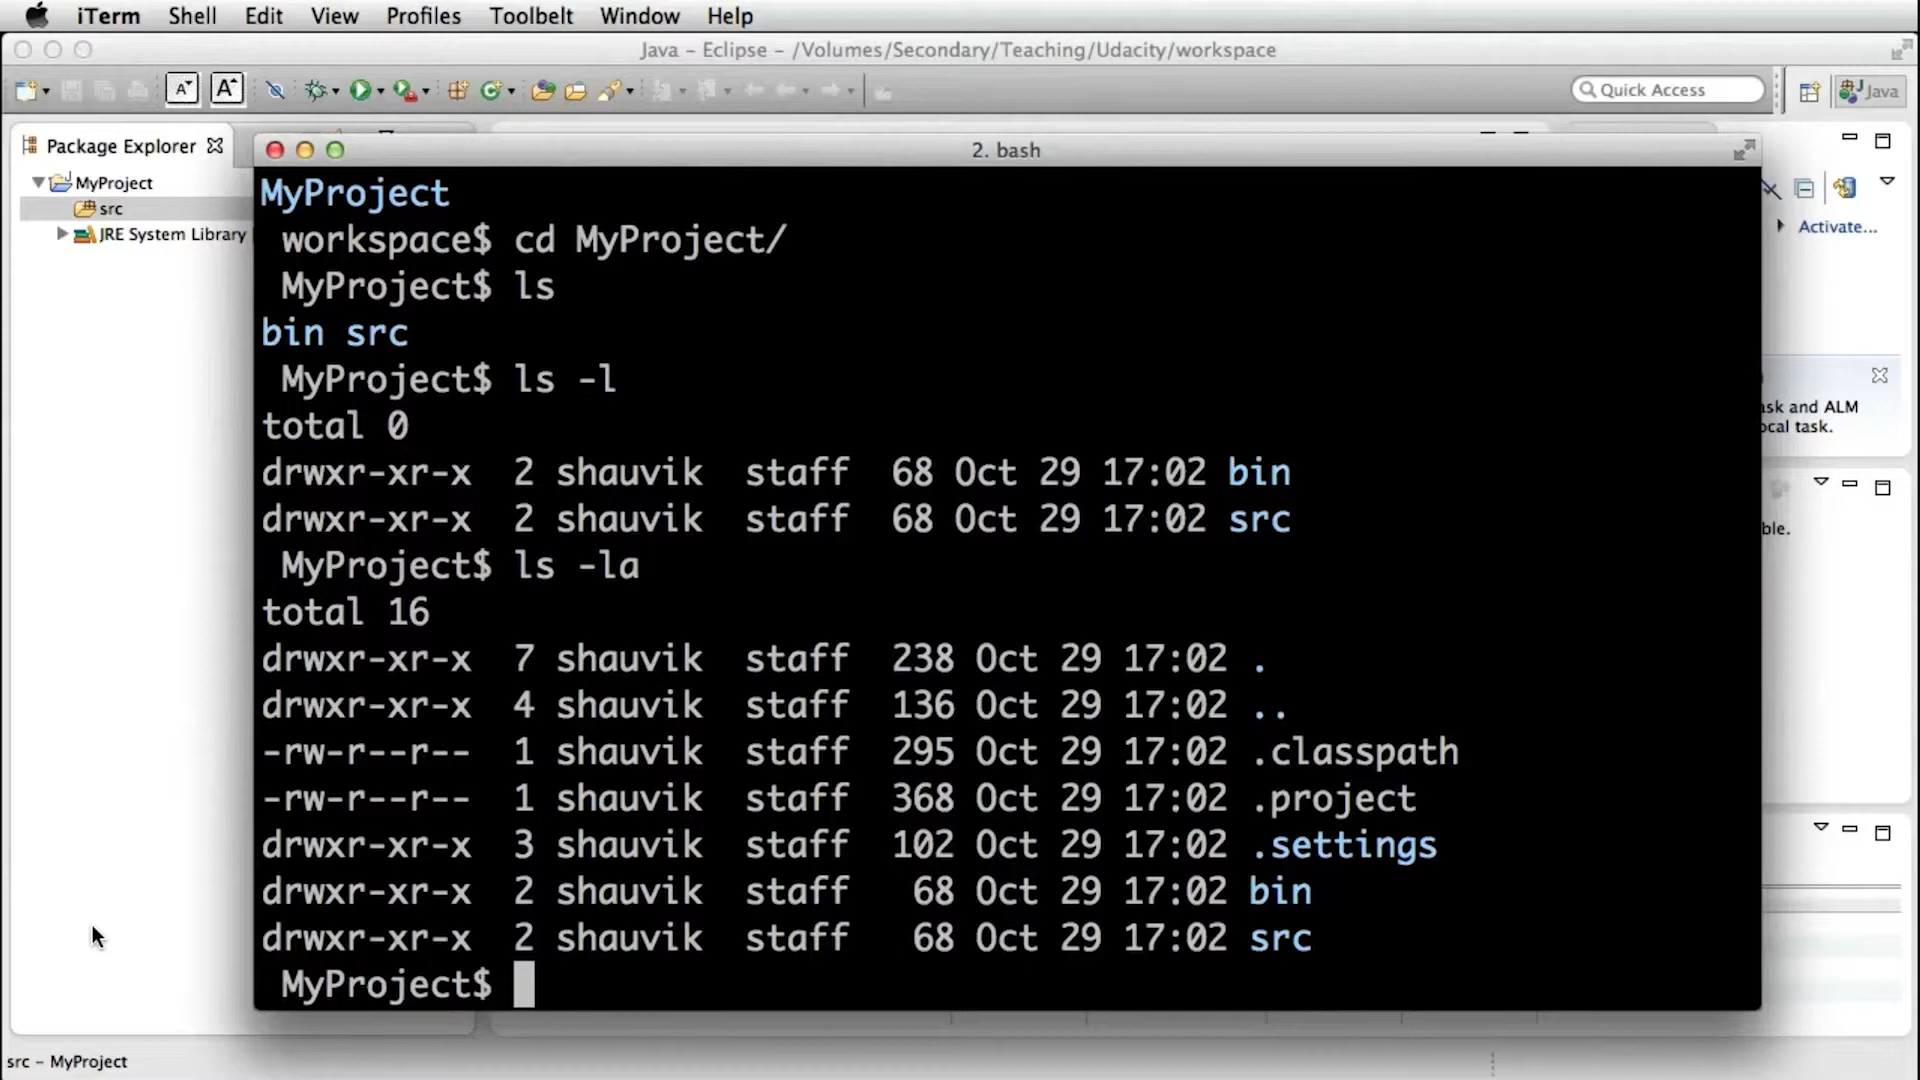 iTerm Shell Edit View Profiles Toolbelt Window Help
Java – Eclipse – /Volumes/Secondary/Teaching/Udacity/workspace
Quick Access
Java
Package Explorer
MyProject
src
JRE System Library
Activate...
ask and ALM
ocal task.
ble.
2. bash
MyProject
workspace$ cd MyProject/
MyProject$ ls
bin src
MyProject$ ls -l
total 0
drwxr-xr-x 2 shauvik staff 68 Oct 29 17:02 bin
drwxr-xr-x 2 shauvik staff 68 Oct 29 17:02 src
MyProject$ ls -la
total 16
drwxr-xr-x 7 shauvik staff 238 Oct 29 17:02 .
drwxr-xr-x 4 shauvik staff 136 Oct 29 17:02 ..
-rw-r--r-- 1 shauvik staff 295 Oct 29 17:02 .classpath
-rw-r--r-- 1 shauvik staff 368 Oct 29 17:02 .project
drwxr-xr-x 3 shauvik staff 102 Oct 29 17:02 .settings
drwxr-xr-x 2 shauvik staff 68 Oct 29 17:02 bin
drwxr-xr-x 2 shauvik staff 68 Oct 29 17:02 src
MyProject$
src – MyProject